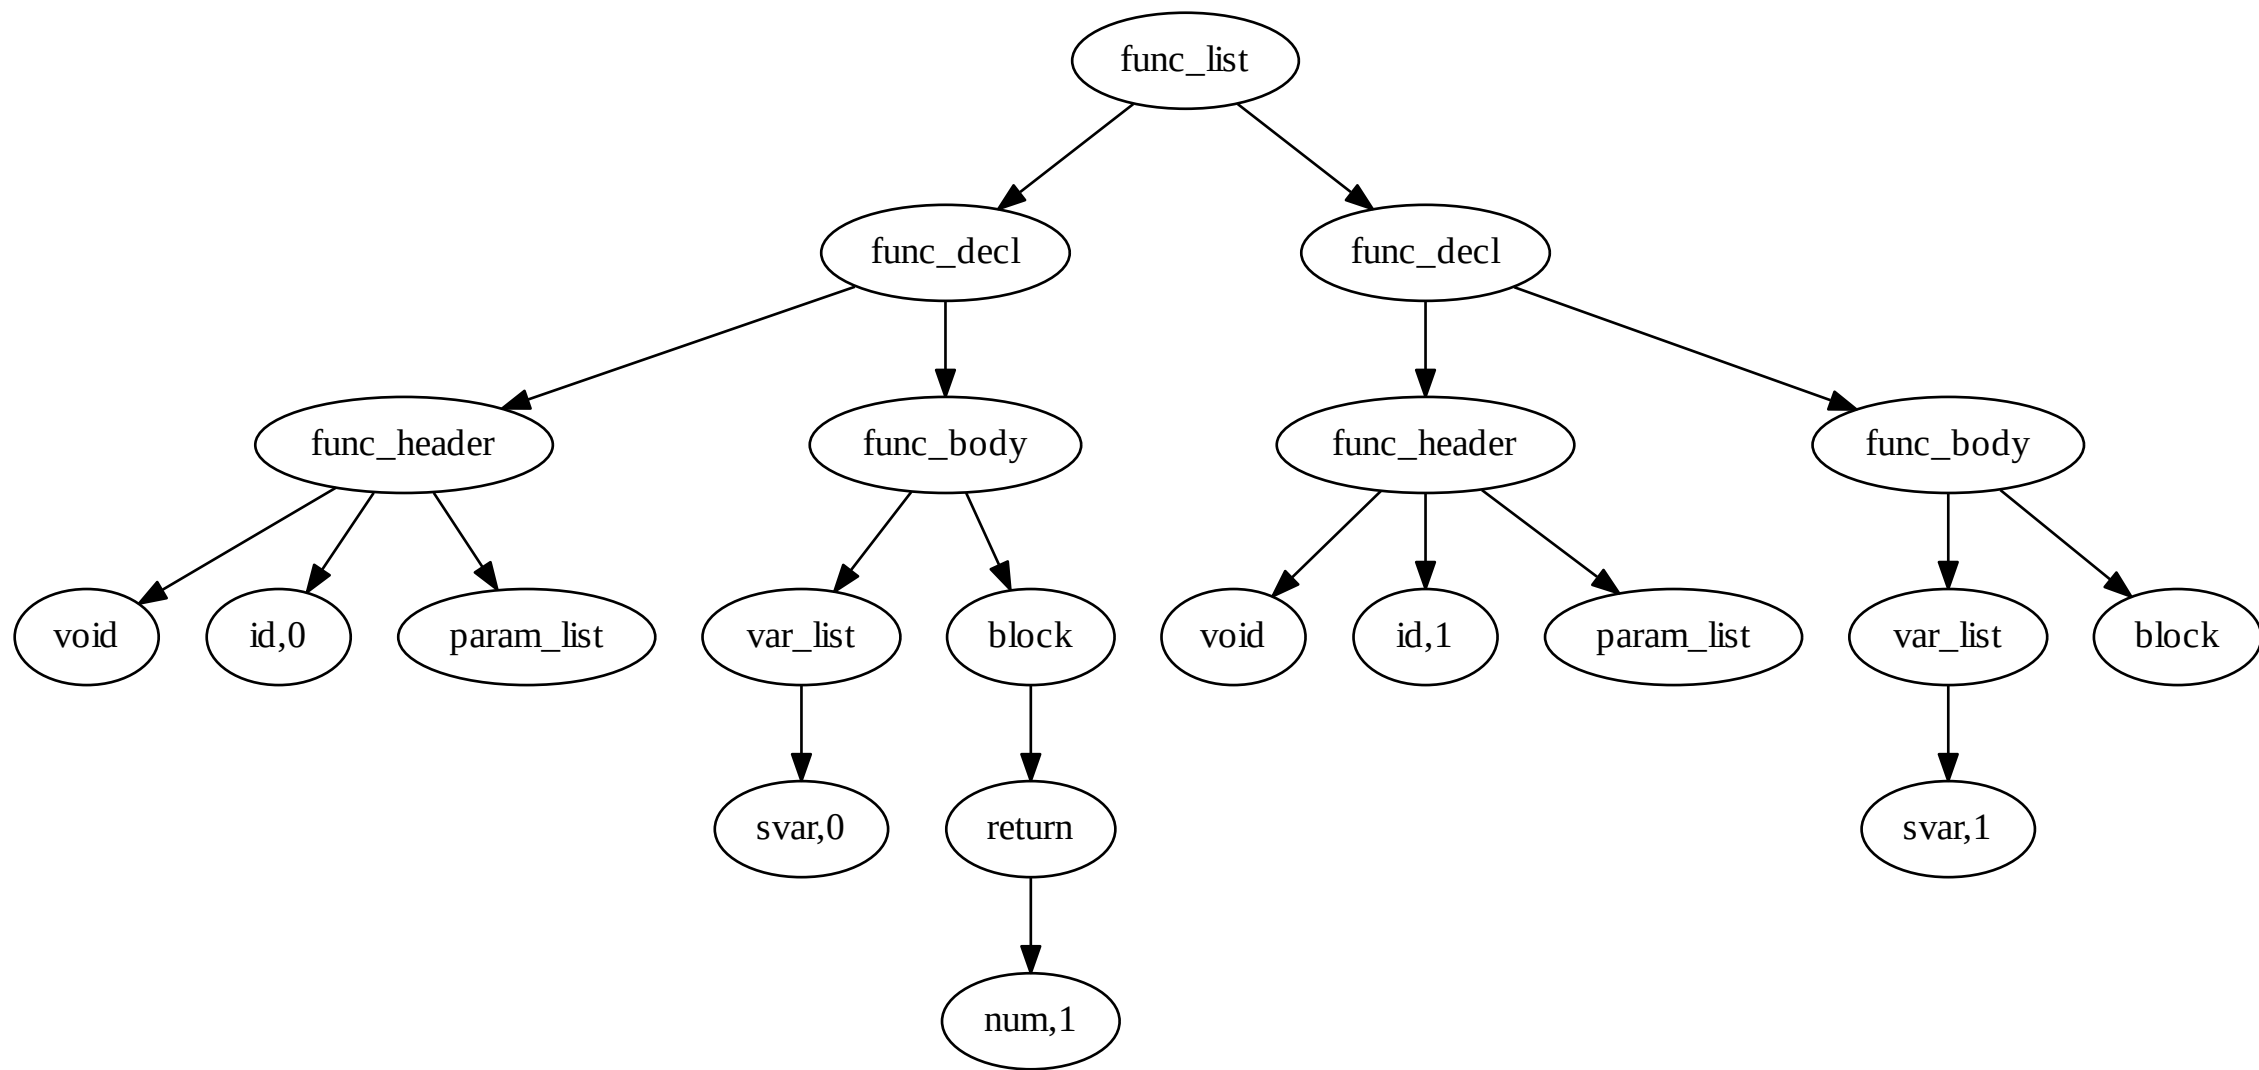 func_list
func_decl
func_decl
func_header
func_body
func_header
func_body
void
id,0
param_list
var_list
block
void
id,1
param_list
var_list
block
svar,0
return
svar,1
num,1